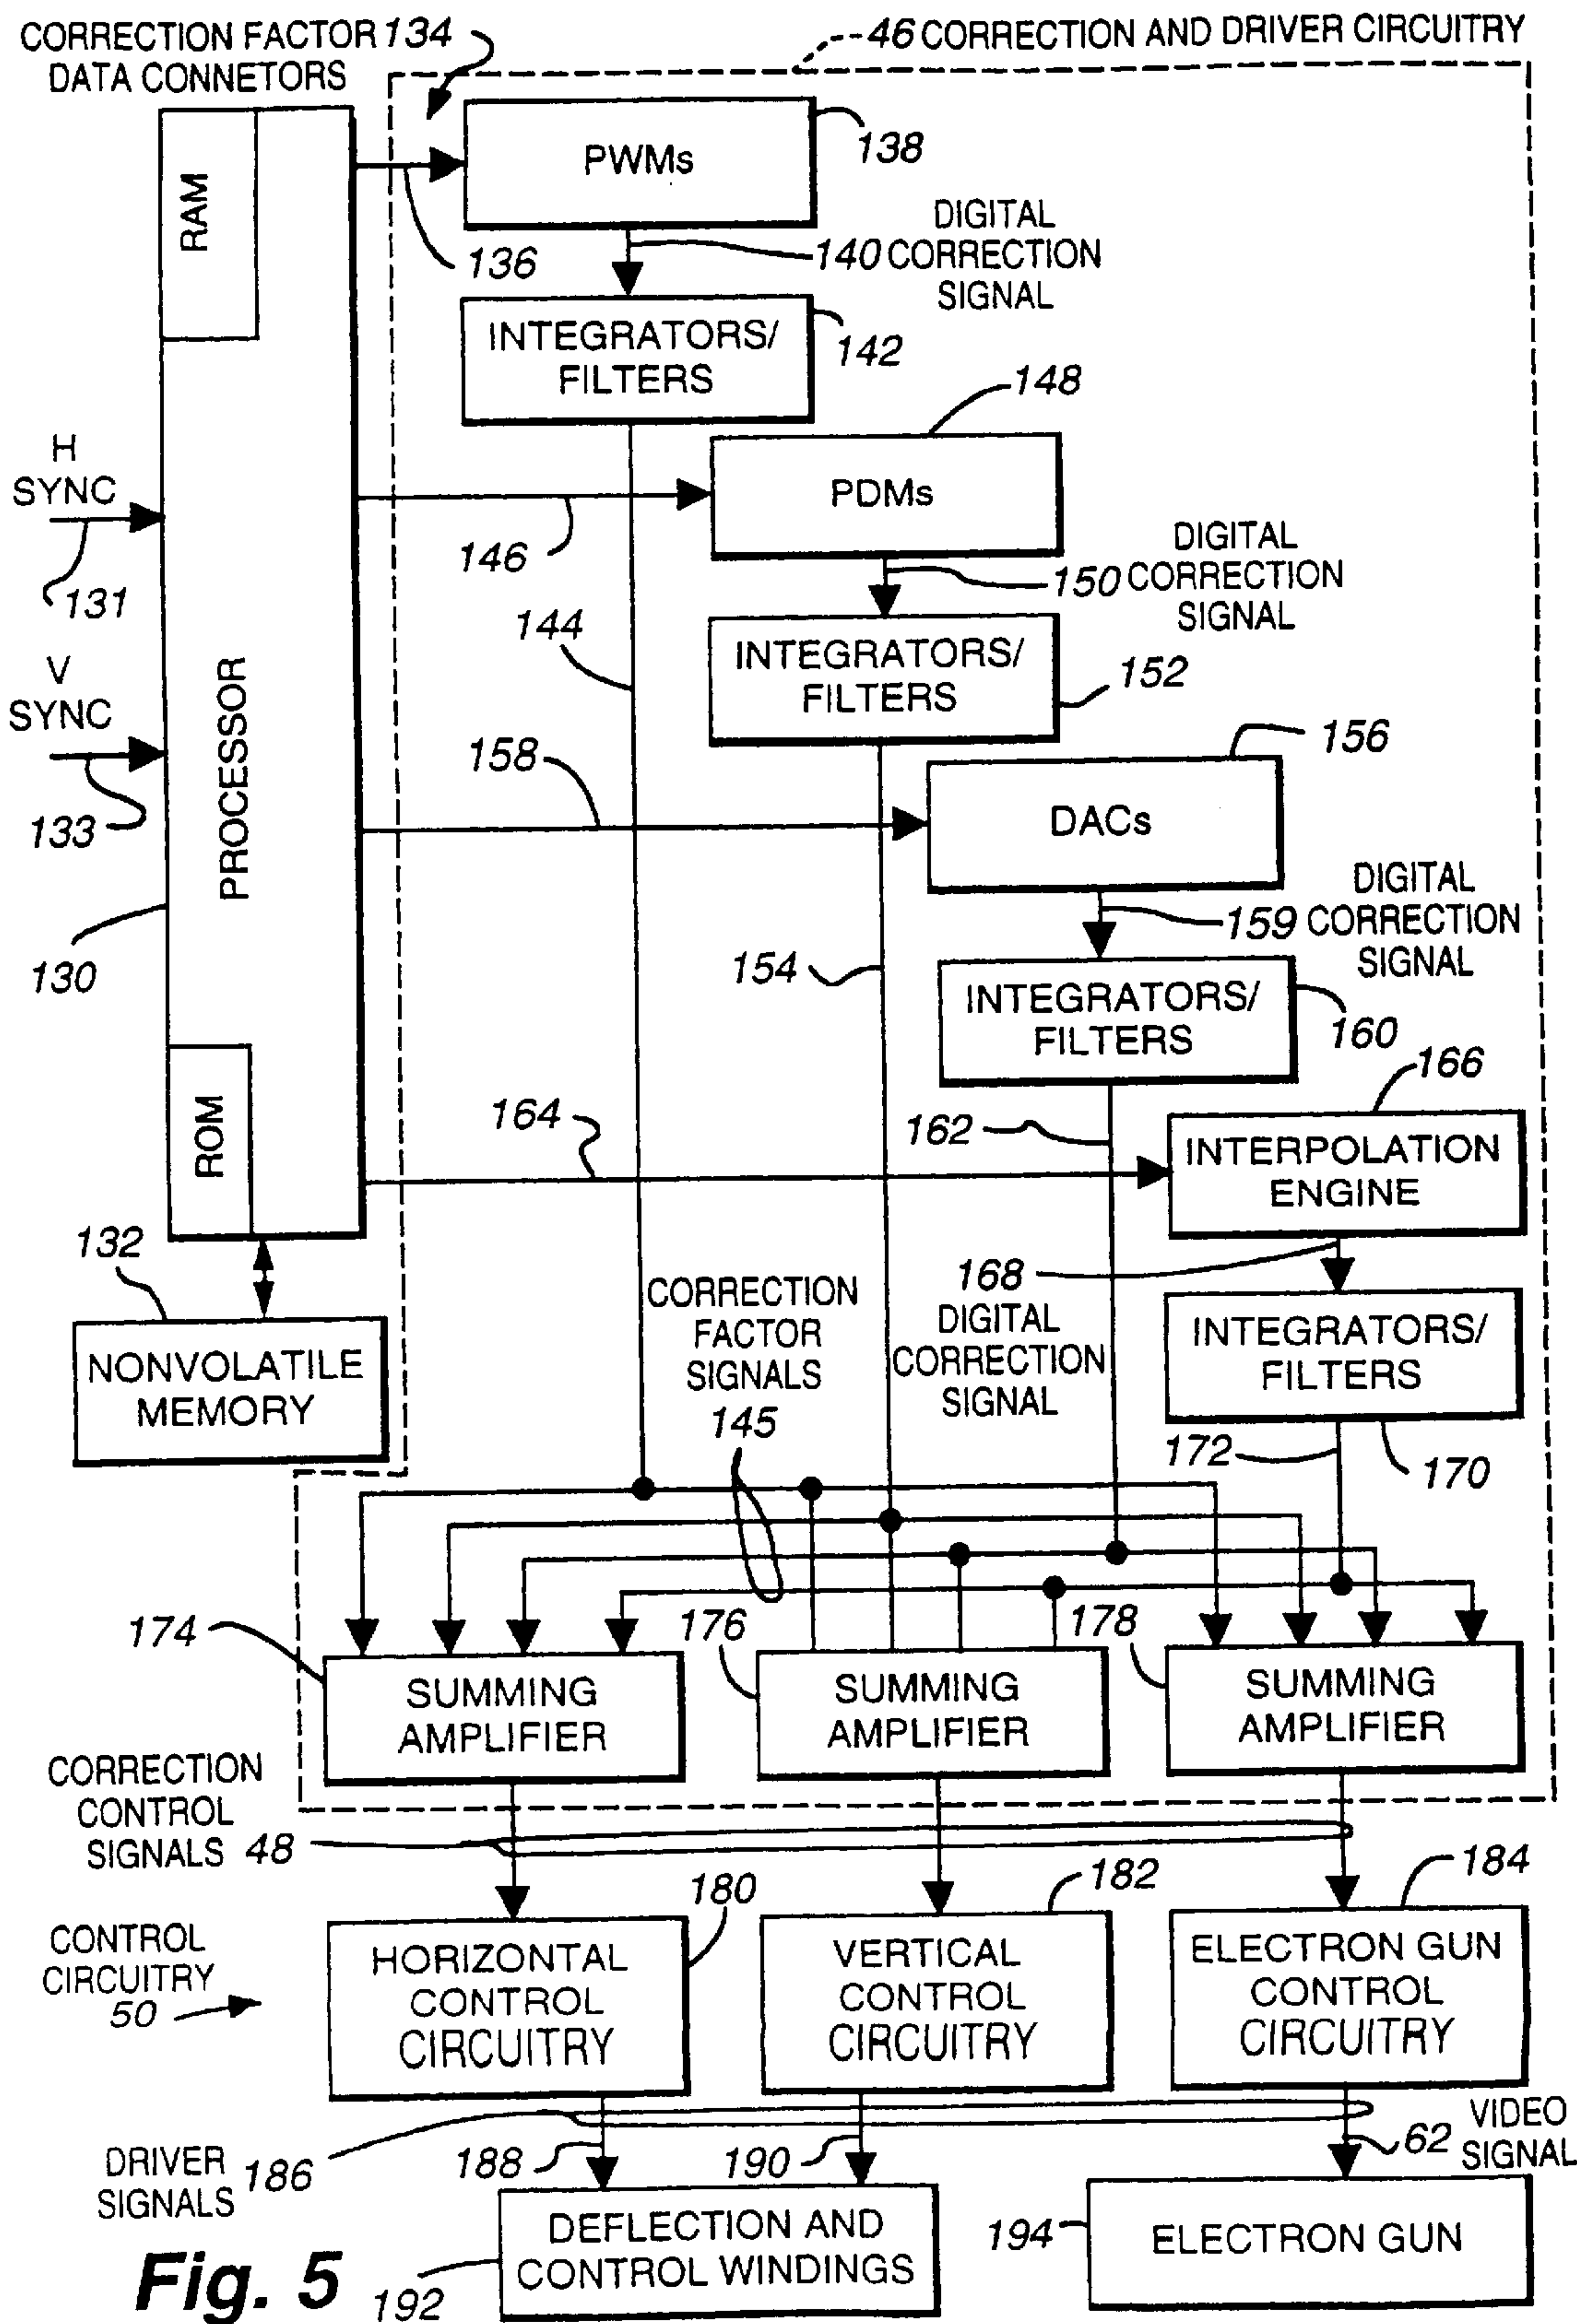 CORRECTION FACTOR 134
DATA CONNETORS
46 CORRECTION AND DRIVER CIRCUITRY
RAM
PWMs
138
136
DIGITAL
140 CORRECTION
SIGNAL
INTEGRATORS/
FILTERS
142
148
H
SYNC
131
146
PDMs
DIGITAL
150 CORRECTION
SIGNAL
144
INTEGRATORS/
FILTERS
152
V
SYNC
133
PROCESSOR
158
156
DACs
DIGITAL
159 CORRECTION
SIGNAL
130
154
INTEGRATORS/
FILTERS
160
166
ROM
164
162
INTERPOLATION
ENGINE
132
168
NONVOLATILE
MEMORY
CORRECTION
FACTOR
SIGNALS
145
DIGITAL
CORRECTION
SIGNAL
INTEGRATORS/
FILTERS
172
170
174
176
178
SUMMING
AMPLIFIER
SUMMING
AMPLIFIER
SUMMING
AMPLIFIER
CORRECTION
CONTROL
SIGNALS 48
180
182
184
CONTROL
CIRCUITRY
50
HORIZONTAL
CONTROL
CIRCUITRY
VERTICAL
CONTROL
CIRCUITRY
ELECTRON GUN
CONTROL
CIRCUITRY
DRIVER
SIGNALS 186
188
190
62
VIDEO
SIGNAL
DEFLECTION AND
CONTROL WINDINGS
192
194
ELECTRON GUN
Fig. 5